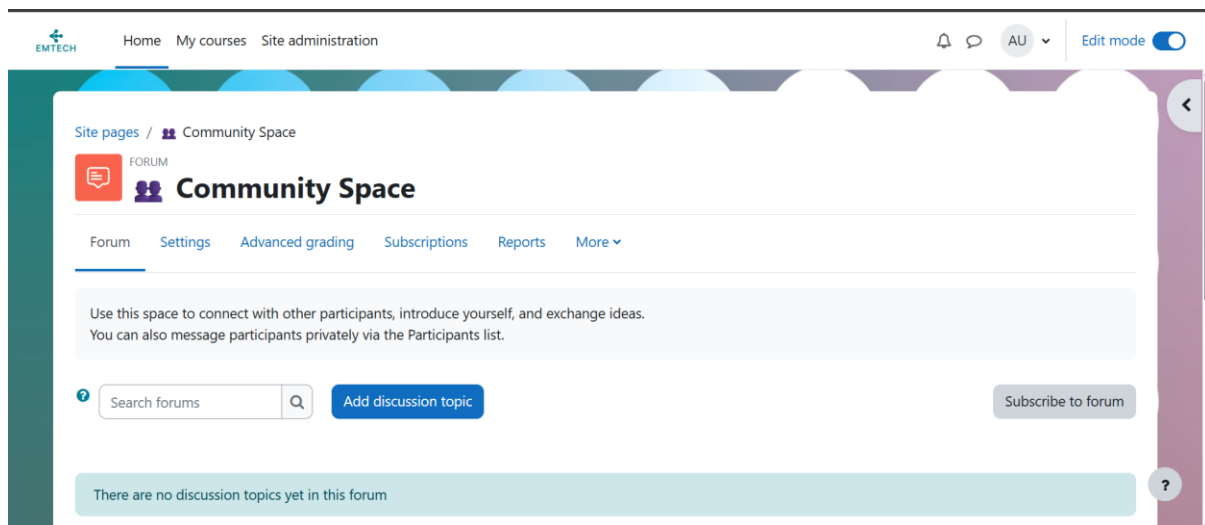 EMTECH
Home My courses Site administration
AU
Edit mode
Site pages / Community Space
FORUM
Community Space
Forum Settings Advanced grading Subscriptions Reports More
Use this space to connect with other participants, introduce yourself, and exchange ideas.
You can also message participants privately via the Participants list.
? Search forums Add discussion topic Subscribe to forum
There are no discussion topics yet in this forum
?